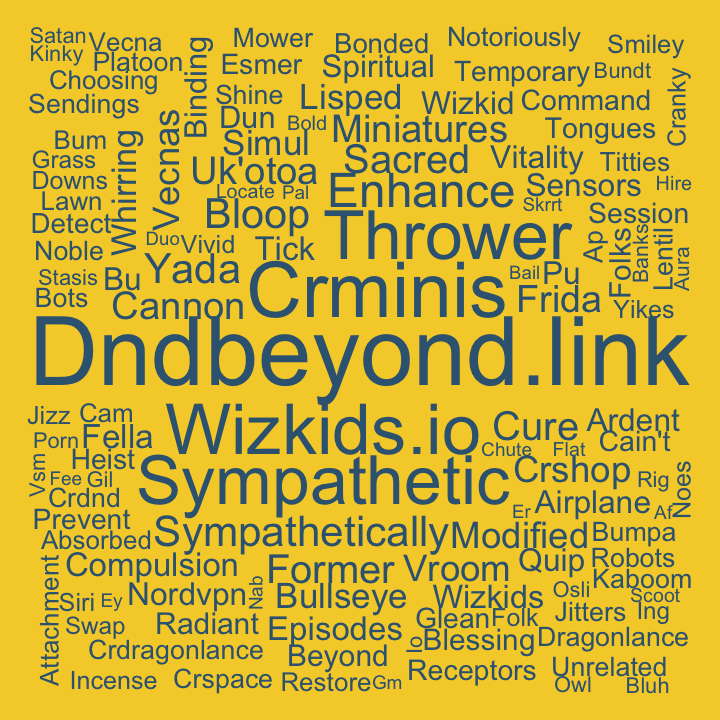 Satan
Vecna
Mower
Bonded
Notoriously
Smiley
Kinky
Platoon
Binding
Esmer
Spiritual
Temporary
Bundt
Choosing
Shine
Lisped
Wizkid
Command
Cranky
Sendings
Vecnas
Dun
Bold
Miniatures
Tongues
Bum
Whirring
Simul
Sacred
Vitality
Titties
Grass
Uk'otoa
Enhance
Sensors
Hire
Downs
Locate
Pal
Lawn
Bloop
Thrower
Skrrt
Session
Detect
Duo
Vivid
Tick
Ap
Folks
Banks
Lentil
Aura
Noble
Yada
Crminis
Bail
Pu
Stasis
Bu
Cannon
Frida
Yikes
Bots
Dndbeyond.link
Jizz
Cam
Wizkids.io
Cure
Ardent
Porn
Fella
Chute
Flat
Cain't
Vsm
Heist
Sympathetic
Crshop
Rig
Noes
Fee
Gil
Crdnd
Er
Airplane
Af
Prevent
Sympathetically
Modified
Bumpa
Absorbed
Compulsion
Former
Vroom
Quip
Robots
Attachment
Siri
Ey
Nordvpn
Nab
Bullseye
Wizkids
Osli
Kaboom
Scoot
Swap
Radiant
Episodes
Glean
Folk
Jitters
Ing
Crdragonlance
Beyond
Io
Blessing
Dragonlance
Incense
Crspace
Restore
Gm
Receptors
Unrelated
Owl
Bluh